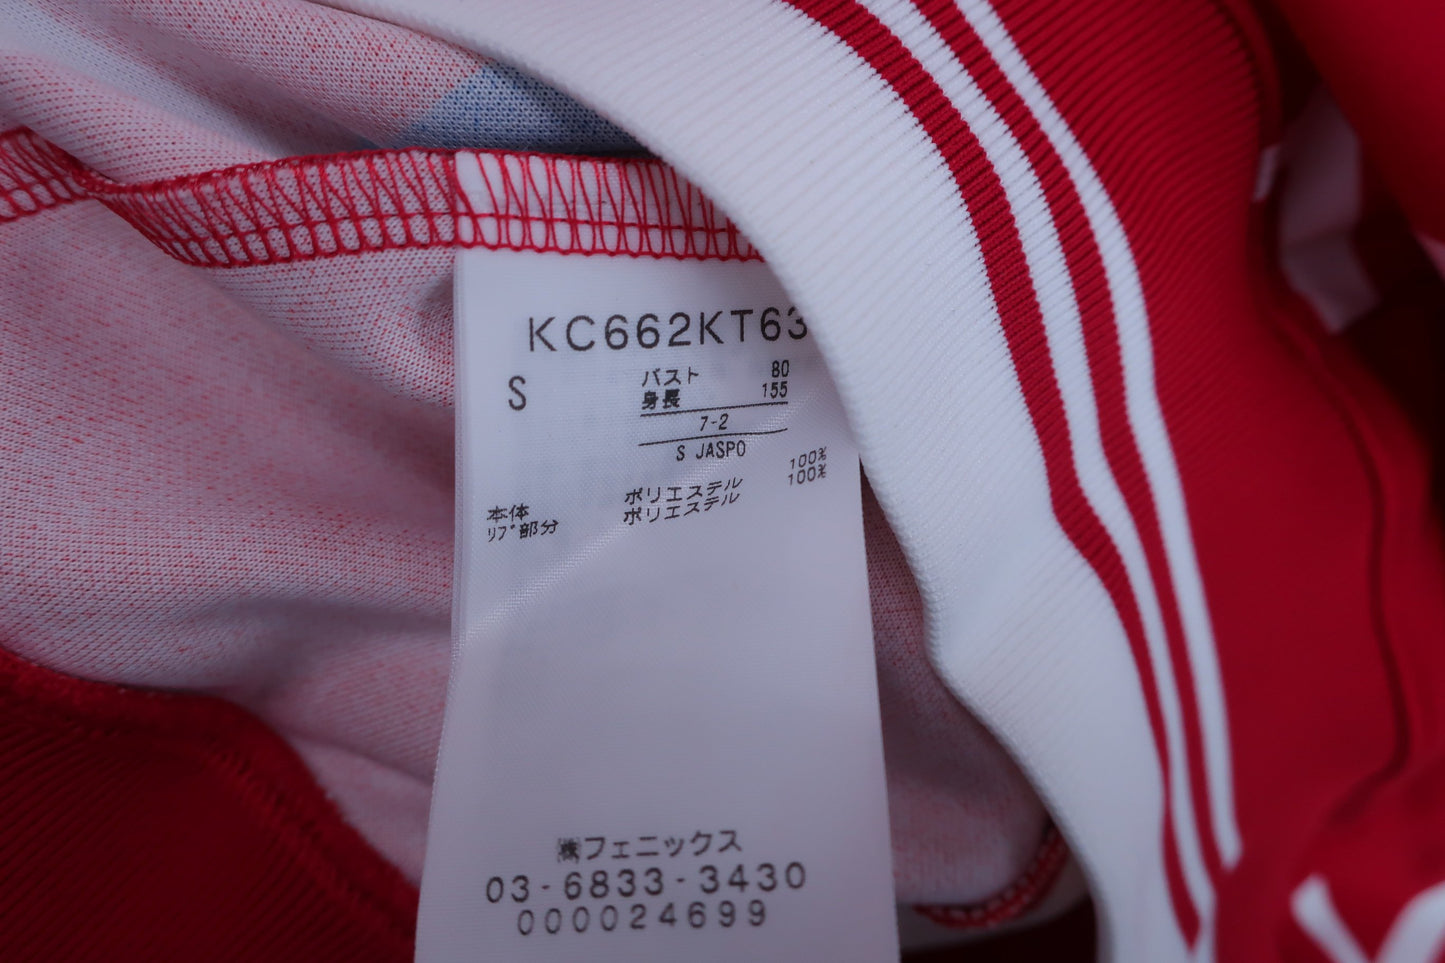 KC662KT63
S バスト 80
身長 155
7-2
S JASPO
本体 ポリエステル 100%
リブ部分 ポリエステル 100%
㈱フェニックス
03-6833-3430
000024699